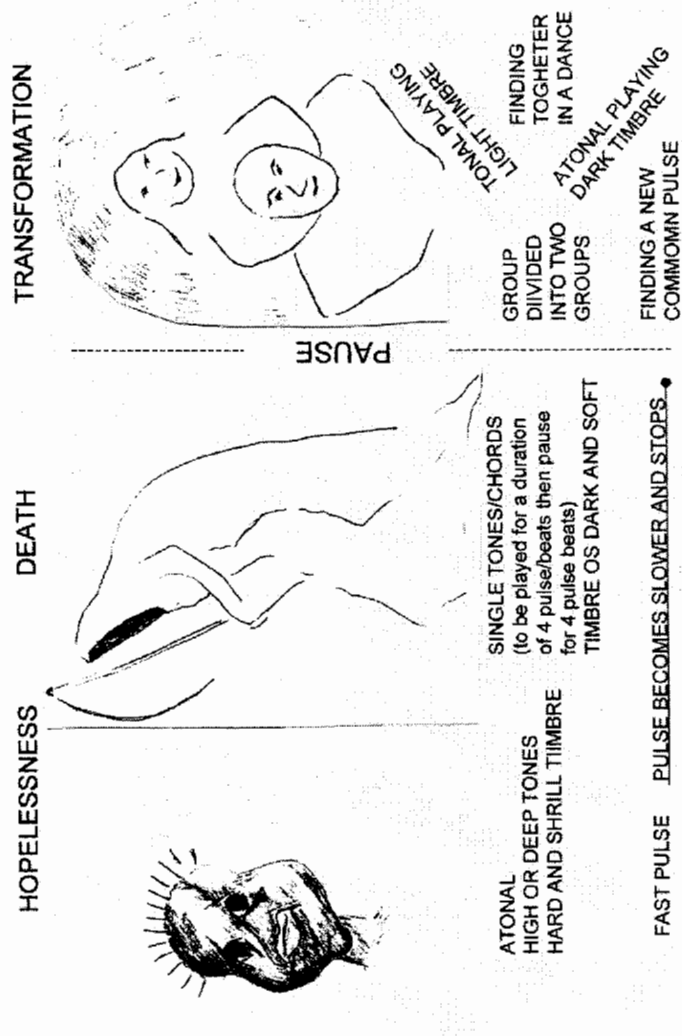 HOPELESSNESS
DEATH
TRANSFORMATION
ATONAL
HIGH OR DEEP TONES
HARD AND SHRILL TIIMBRE
SINGLE TONES/CHORDS
(to be played for a duration
of 4 pulse/beats then pause
for 4 pulse beats)
TIMBRE OS DARK AND SOFT
PAUSE
GROUP
DIIVIDED
INTO TWO
GROUPS
TONAL PLAYING
LIGHT TIMBRE
FINDING
TOGHETER
IN A DANCE
ATONAL PLAYING
DARK TIMBRE
FAST PULSE
PULSE BECOMES SLOWER AND STOPS
FINDING A NEW
COMMOMN PULSE